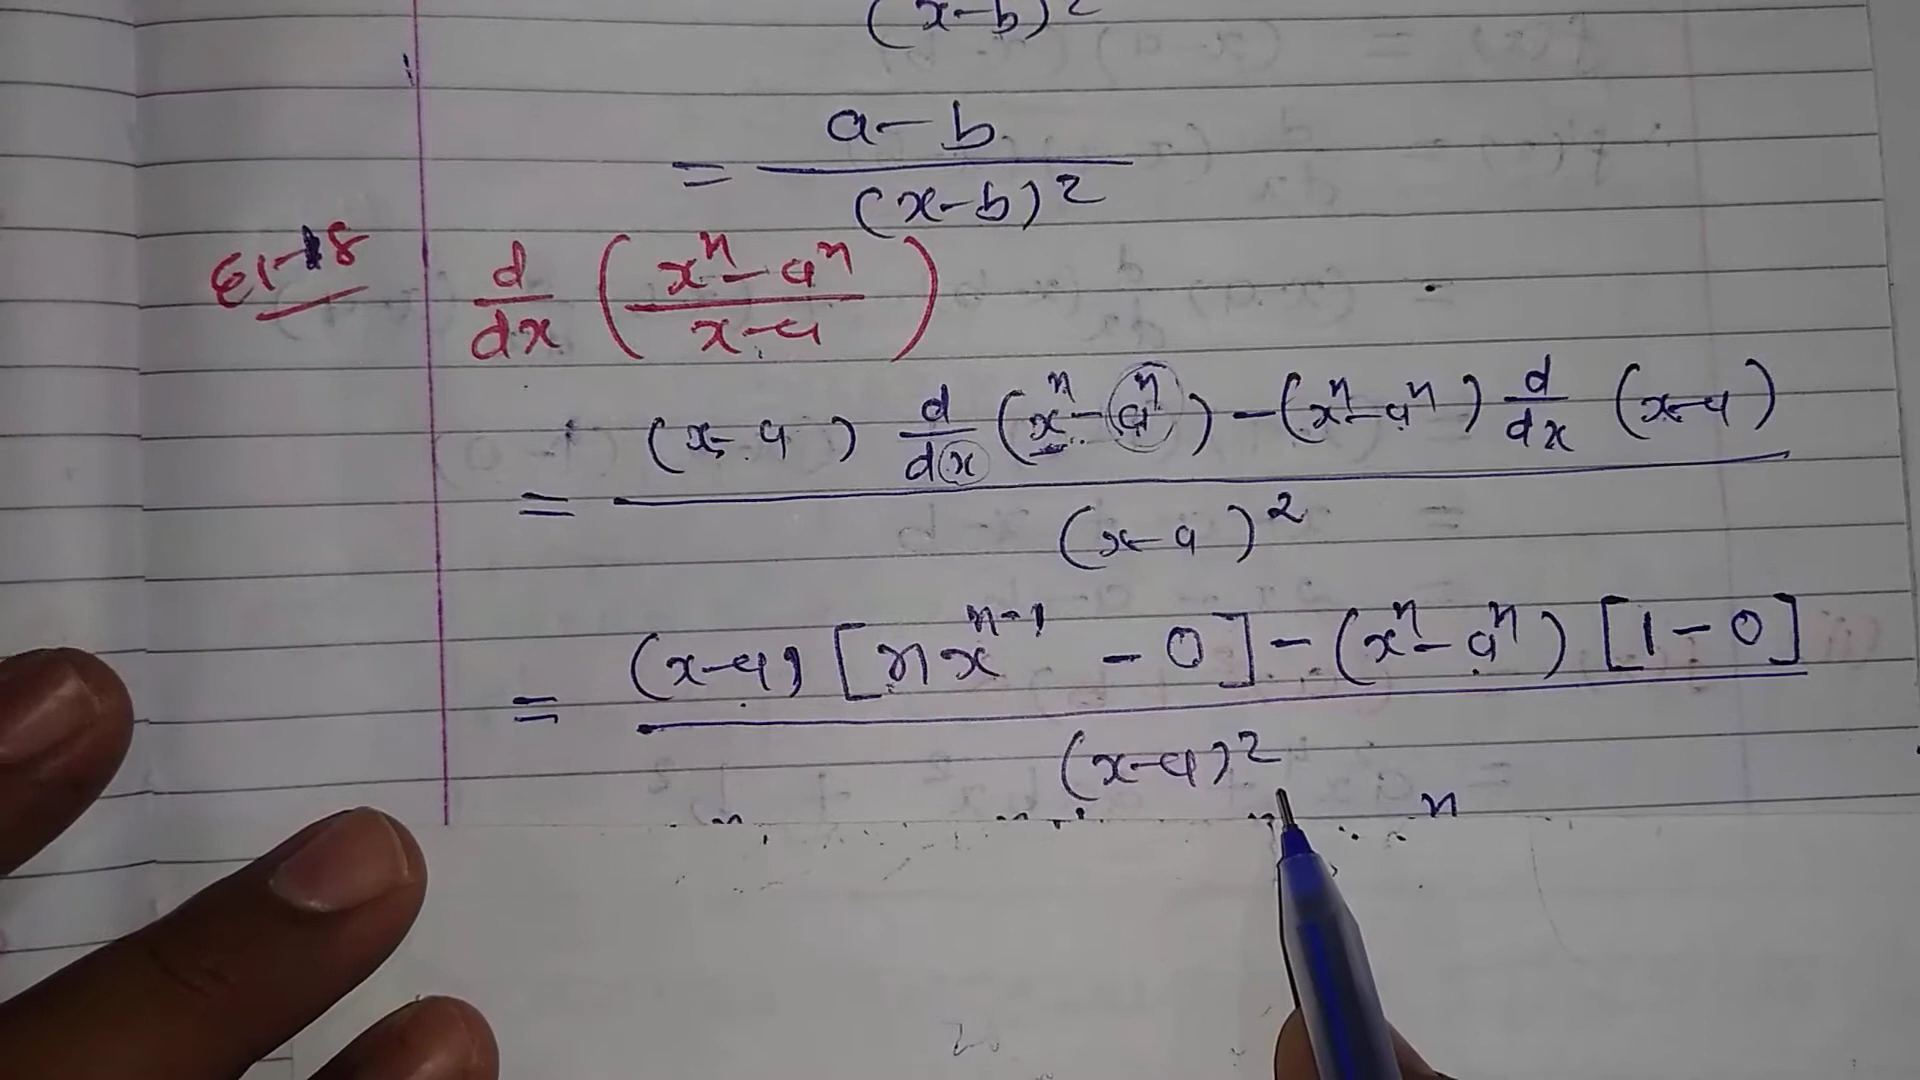 (x-b)²
= a-b / (x-b)²
Ex-18 d/dx (xⁿ-aⁿ / x-a)
= (x-a) d/dx (xⁿ-aⁿ) - (xⁿ-aⁿ) d/dx (x-a) / (x-a)²
= (x-a) [nxⁿ⁻¹ - 0] - (xⁿ-aⁿ) [1-0] / (x-a)²
n